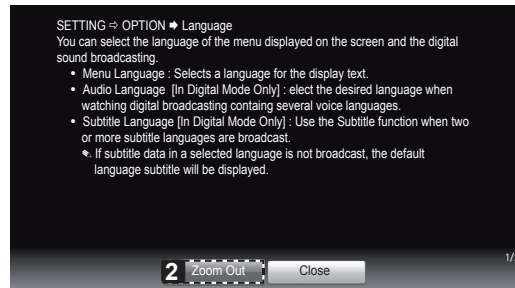 SETTING ⇨ OPTION ➡ Language
You can select the language of the menu displayed on the screen and the digital
sound broadcasting.
• Menu Language : Selects a language for the display text.
• Audio Language [In Digital Mode Only] : elect the desired language when
watching digital broadcasting containg several voice languages.
• Subtitle Language [In Digital Mode Only] : Use the Subtitle function when two
or more subtitle languages are broadcast.
If subtitle data in a selected language is not broadcast, the default
language subtitle will be displayed.
1/
2 Zoom Out Close